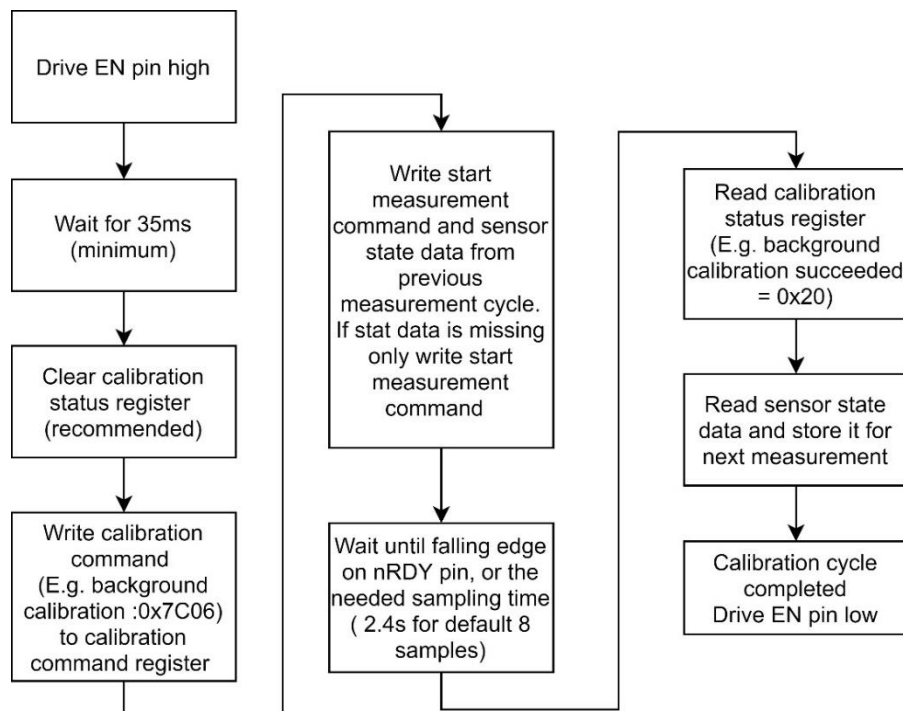 Drive EN pin high
Wait for 35ms
(minimum)
Clear calibration
status register
(recommended)
Write calibration
command
(E.g. background
calibration :0x7C06)
to calibration
command register
Write start
measurement
command and sensor
state data from
previous
measurement cycle.
If stat data is missing
only write start
measurement
command
Wait until falling edge
on nRDY pin, or the
needed sampling time
( 2.4s for default 8
samples)
Read calibration
status register
(E.g. background
calibration succeeded
= 0x20)
Read sensor state
data and store it for
next measurement
Calibration cycle
completed
Drive EN pin low